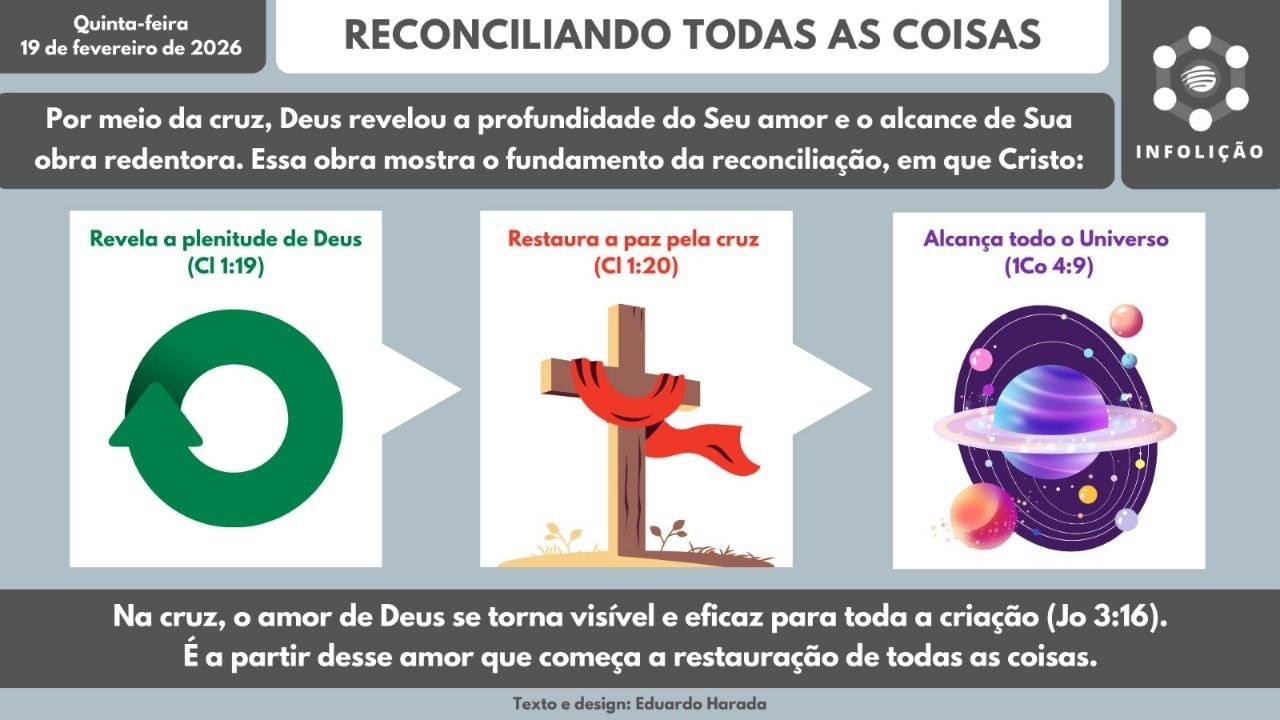 Quinta-feira
19 de fevereiro de 2026
RECONCILIANDO TODAS AS COISAS
INFOLIÇÃO
Por meio da cruz, Deus revelou a profundidade do Seu amor e o alcance de Sua
obra redentora. Essa obra mostra o fundamento da reconciliação, em que Cristo:
Revela a plenitude de Deus
(Cl 1:19)
Restaura a paz pela cruz
(Cl 1:20)
Alcança todo o Universo
(1Co 4:9)
Na cruz, o amor de Deus se torna visível e eficaz para toda a criação (Jo 3:16).
É a partir desse amor que começa a restauração de todas as coisas.
Texto e design: Eduardo Harada